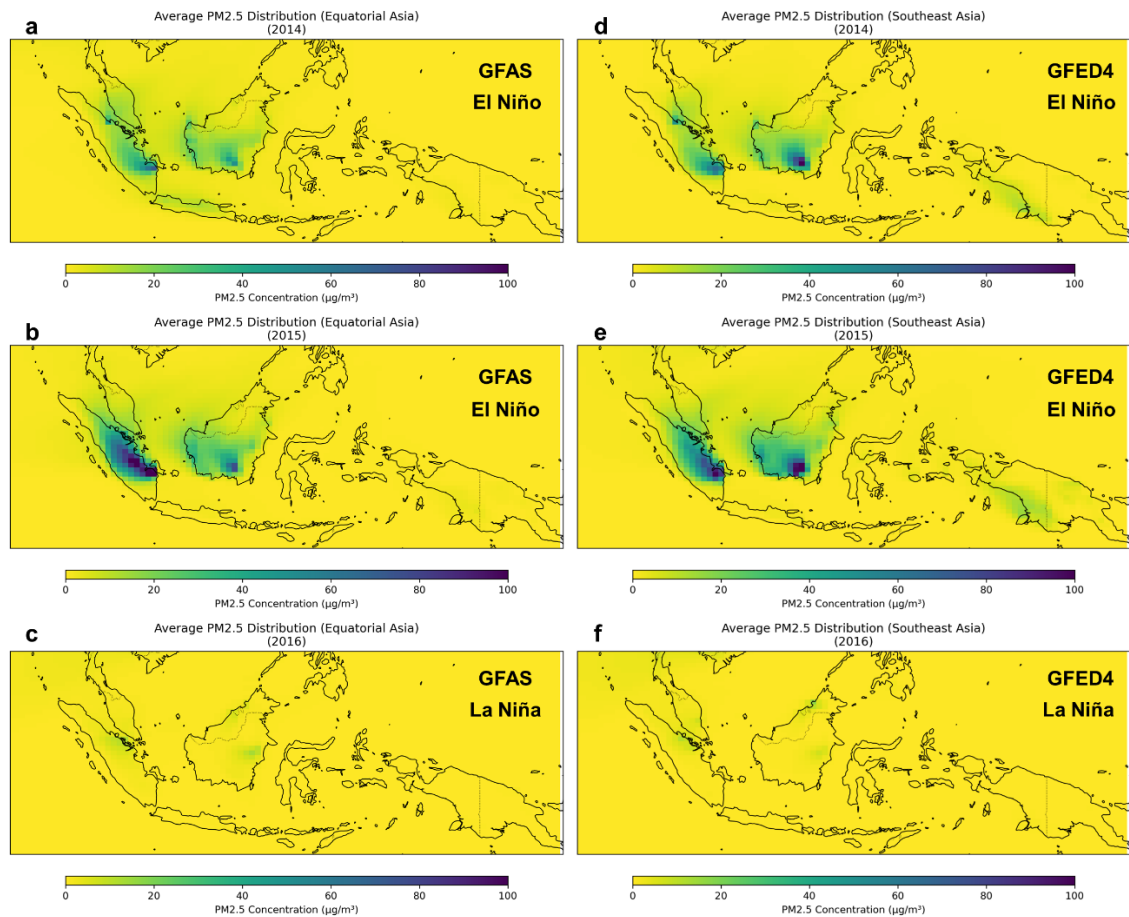 a
Average PM2.5 Distribution (Equatorial Asia)
(2014)
GFAS
El Niño
0 20 40 60 80 100
PM2.5 Concentration (µg/m³)
d
Average PM2.5 Distribution (Southeast Asia)
(2014)
GFED4
El Niño
0 20 40 60 80 100
PM2.5 Concentration (µg/m³)
b
Average PM2.5 Distribution (Equatorial Asia)
(2015)
GFAS
El Niño
0 20 40 60 80 100
PM2.5 Concentration (µg/m³)
e
Average PM2.5 Distribution (Southeast Asia)
(2015)
GFED4
El Niño
0 20 40 60 80 100
PM2.5 Concentration (µg/m³)
c
Average PM2.5 Distribution (Equatorial Asia)
(2016)
GFAS
La Niña
0 20 40 60 80 100
PM2.5 Concentration (µg/m³)
f
Average PM2.5 Distribution (Southeast Asia)
(2016)
GFED4
La Niña
0 20 40 60 80 100
PM2.5 Concentration (µg/m³)